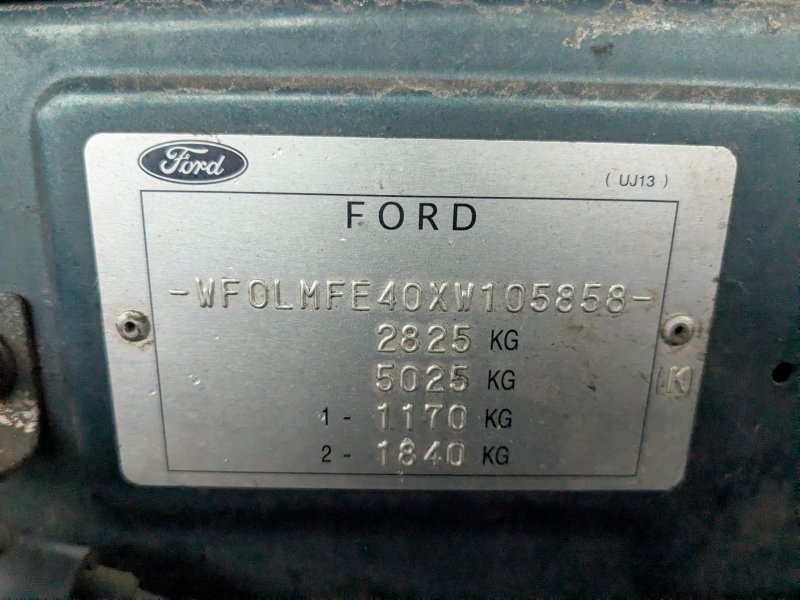 Ford
( UJ13 )
FORD
-WF0LMFE40XW105858-
2825 KG
5025 KG
1 - 1170 KG
2 - 1840 KG
K